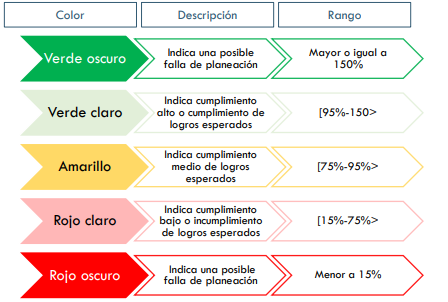 Color
Descripción
Rango
Verde oscuro
Indica una posible
falla de planeación
Mayor o igual a
150%
Verde claro
Indica cumplimiento
alto o cumplimiento de
logros esperados
[95%-150>
Amarillo
Indica cumplimiento
medio de logros
esperados
[75%-95%>
Rojo claro
Indica cumplimiento
bajo o incumplimiento
de logros esperados
[15%-75%>
Rojo oscuro
Indica una posible
falla de planeación
Menor a 15%